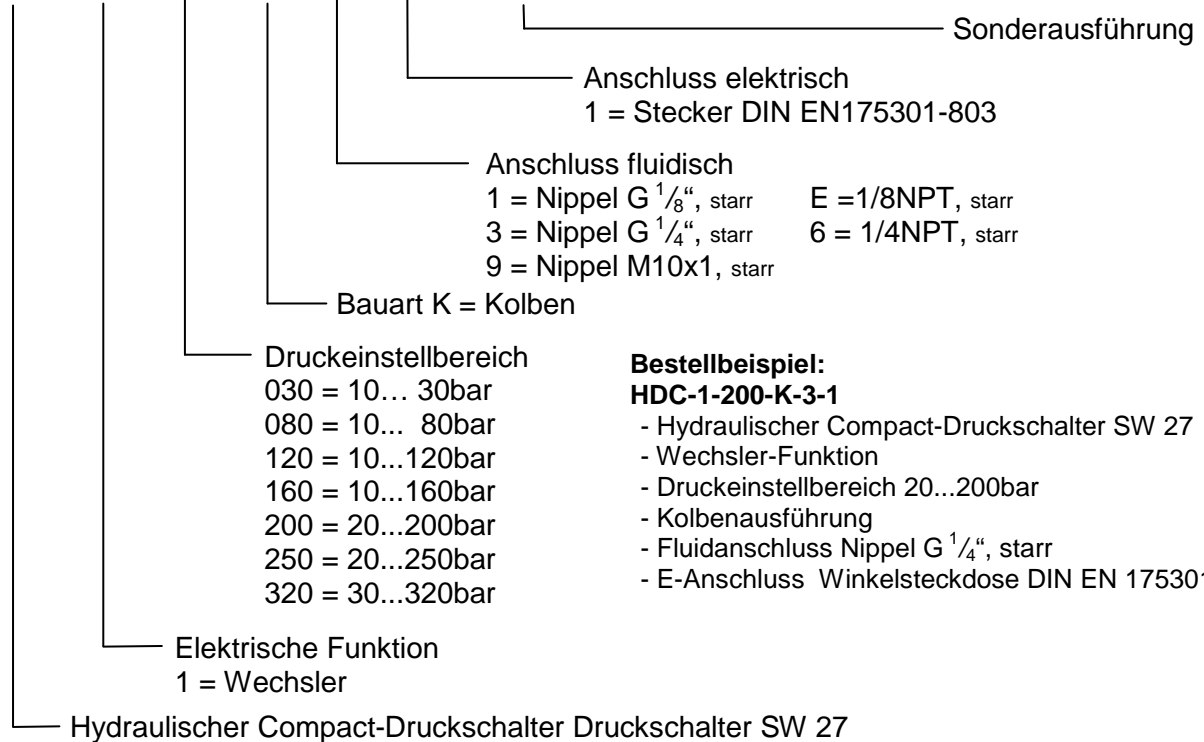 Sonderausführung
Anschluss elektrisch
1 = Stecker DIN EN175301-803
Anschluss fluidisch
1 = Nippel G 1/8“, starr E =1/8NPT, starr
3 = Nippel G 1/4“, starr 6 = 1/4NPT, starr
9 = Nippel M10x1, starr
Bauart K = Kolben
Druckeinstellbereich
030 = 10… 30bar
080 = 10... 80bar
120 = 10...120bar
160 = 10...160bar
200 = 20...200bar
250 = 20...250bar
320 = 30...320bar
Bestellbeispiel:
HDC-1-200-K-3-1
- Hydraulischer Compact-Druckschalter SW 27
- Wechsler-Funktion
- Druckeinstellbereich 20...200bar
- Kolbenausführung
- Fluidanschluss Nippel G 1/4“, starr
- E-Anschluss Winkelsteckdose DIN EN 175301
Elektrische Funktion
1 = Wechsler
Hydraulischer Compact-Druckschalter Druckschalter SW 27